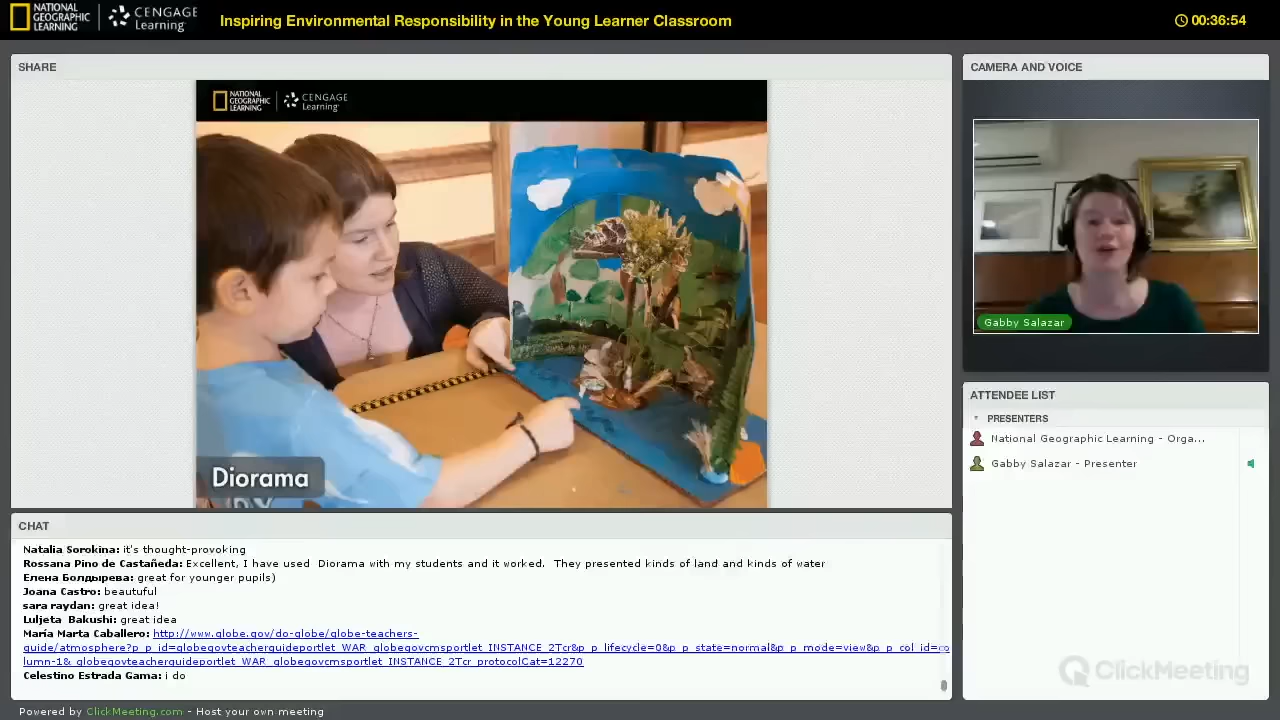 NATIONAL
GEOGRAPHIC
LEARNING
CENGAGE
Learning®
Inspiring Environmental Responsibility in the Young Learner Classroom
00:36:54
SHARE
NATIONAL
GEOGRAPHIC
LEARNING
CENGAGE
Learning®
Diorama
CAMERA AND VOICE
Gabby Salazar
ATTENDEE LIST
PRESENTERS
National Geographic Learning - Orga...
Gabby Salazar - Presenter
CHAT
Natalia Sorokina: it's thought-provoking
Rossana Pino de Castañeda: Excellent, I have used Diorama with my students and it worked. They presented kinds of land and kinds of water
Елена Болдырева: great for younger pupils)
Joana Castro: beautuful
sara raydan: great idea!
Luljeta Bakushi: great idea
María Marta Caballero: http://www.globe.gov/do-globe/globe-teachers-
guide/atmosphere?p_p_id=globegovteacherguideportlet_WAR_globegovcmsportlet_INSTANCE_2Tcr&p_p_lifecycle=0&p_p_state=normal&p_p_mode=view&p_p_col_id=co
lumn-1&_globegovteacherguideportlet_WAR_globegovcmsportlet_INSTANCE_2Tcr_protocolCat=12270
Celestino Estrada Gama: i do
ClickMeeting
Powered by ClickMeeting.com - Host your own meeting